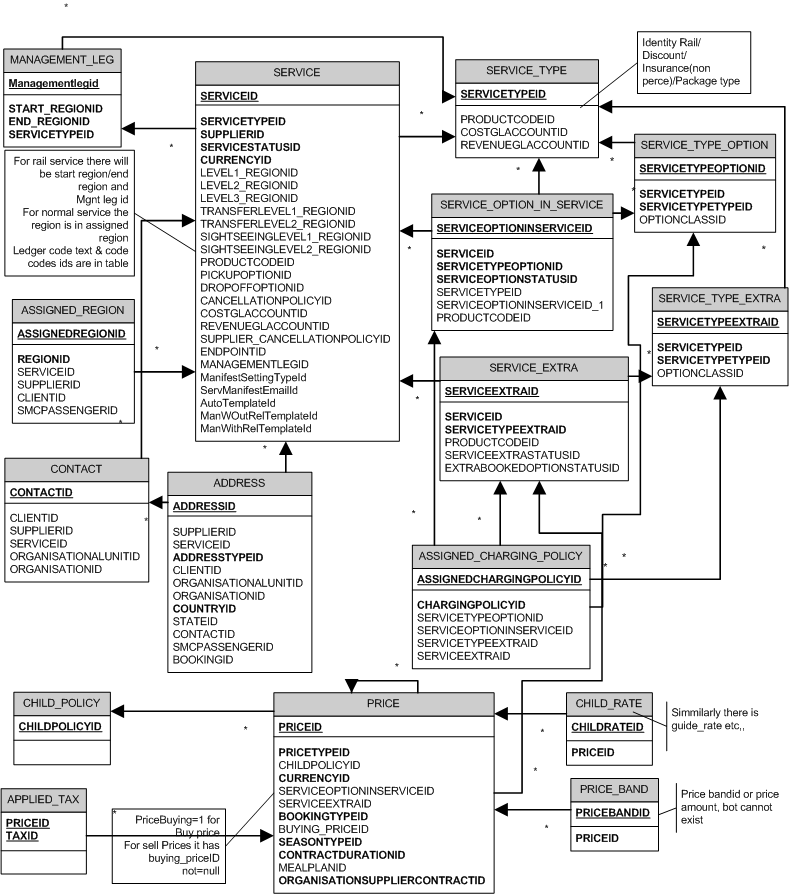 *
MANAGEMENT_LEG
Managementlegid
START_REGIONID
END_REGIONID
SERVICETYPEID
SERVICE
SERVICEID
SERVICETYPEID
SUPPLIERID
SERVICESTATUSID
CURRENCYID
LEVEL1_REGIONID
LEVEL2_REGIONID
LEVEL3_REGIONID
TRANSFERLEVEL1_REGIONID
TRANSFERLEVEL2_REGIONID
SIGHTSEEINGLEVEL1_REGIONID
SIGHTSEEINGLEVEL2_REGIONID
PRODUCTCODEID
PICKUPOPTIONID
DROPOFFOPTIONID
CANCELLATIONPOLICYID
COSTGLACCOUNTID
REVENUEGLACCOUNTID
SUPPLIER_CANCELLATIONPOLICYID
ENDPOINTID
MANAGEMENTLEGID
ManifestSettingTypeId
ServManifestEmailId
AutoTemplateId
ManWOutRelTemplateId
ManWithRelTemplateId
SERVICE_TYPE
SERVICETYPEID
PRODUCTCODEID
COSTGLACCOUNTID
REVENUEGLACCOUNTID
Identity Rail/
Discount/
Insurance(non
perce)/Package type
*
*
*
*
*
SERVICE_TYPE_OPTION
SERVICETYPEOPTIONID
SERVICETYPEID
SERVICETYPETYPEID
OPTIONCLASSID
For rail service there will
be start region/end
region and
Mgnt leg id
For normal service the
region is in assigned
region
Ledger code text & code
codes ids are in table
SERVICE_OPTION_IN_SERVICE
SERVICEOPTIONINSERVICEID
SERVICEID
SERVICETYPEOPTIONID
SERVICEOPTIONSTATUSID
SERVICETYPEID
SERVICEOPTIONINSERVICEID_1
PRODUCTCODEID
*
*
SERVICE_TYPE_EXTRA
SERVICETYPEEXTRAID
SERVICETYPEID
SERVICETYPETYPEID
OPTIONCLASSID
ASSIGNED_REGION
ASSIGNEDREGIONID
REGIONID
SERVICEID
SUPPLIERID
CLIENTID
SMCPASSENGERID
*
*
*
*
SERVICE_EXTRA
SERVICEEXTRAID
SERVICEID
SERVICETYPEEXTRAID
PRODUCTCODEID
SERVICEEXTRASTATUSID
EXTRABOOKEDOPTIONSTATUSID
*
CONTACT
CONTACTID
CLIENTID
SUPPLIERID
SERVICEID
ORGANISATIONALUNITID
ORGANISATIONID
*
ADDRESS
ADDRESSID
SUPPLIERID
SERVICEID
ADDRESSTYPEID
CLIENTID
ORGANISATIONALUNITID
ORGANISATIONID
COUNTRYID
STATEID
CONTACTID
SMCPASSENGERID
BOOKINGID
*
*
*
*
ASSIGNED_CHARGING_POLICY
ASSIGNEDCHARGINGPOLICYID
CHARGINGPOLICYID
SERVICETYPEOPTIONID
SERVICEOPTIONINSERVICEID
SERVICETYPEEXTRAID
SERVICEEXTRAID
*
CHILD_POLICY
CHILDPOLICYID
*
PRICE
PRICEID
PRICETYPEID
CHILDPOLICYID
CURRENCYID
SERVICEOPTIONINSERVICEID
SERVICEEXTRAID
BOOKINGTYPEID
BUYING_PRICEID
SEASONTYPEID
CONTRACTDURATIONID
MEALPLANID
ORGANISATIONSUPPLIERCONTRACTID
*
*
*
CHILD_RATE
CHILDRATEID
PRICEID
Simmilarly there is
guide_rate etc,,
PRICE_BAND
PRICEBANDID
PRICEID
Price bandid or price
amount, bot cannot
exist
APPLIED_TAX
PRICEID
TAXID
*
PriceBuying=1 for
Buy price
For sell Prices it has
buying_priceID
not=null